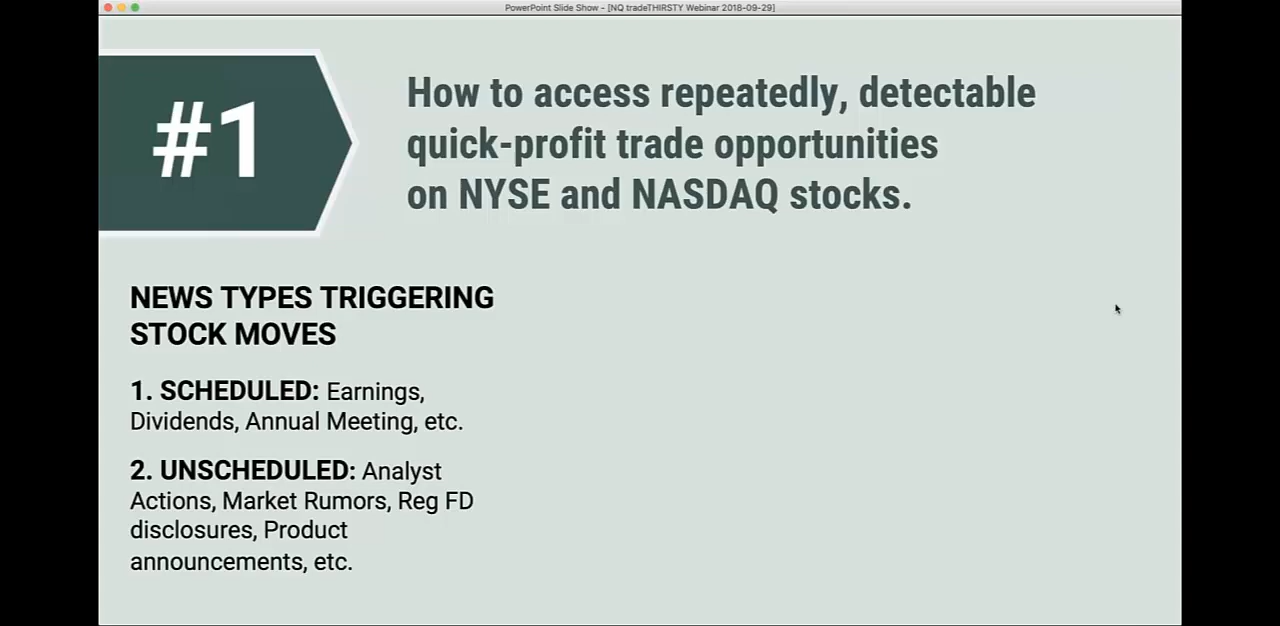 PowerPoint Slide Show - [NQ tradeTHIRSTY Webinar 2018-09-29]
#1
How to access repeatedly, detectable
quick-profit trade opportunities
on NYSE and NASDAQ stocks.
NEWS TYPES TRIGGERING
STOCK MOVES
1. SCHEDULED: Earnings,
Dividends, Annual Meeting, etc.
2. UNSCHEDULED: Analyst
Actions, Market Rumors, Reg FD
disclosures, Product
announcements, etc.